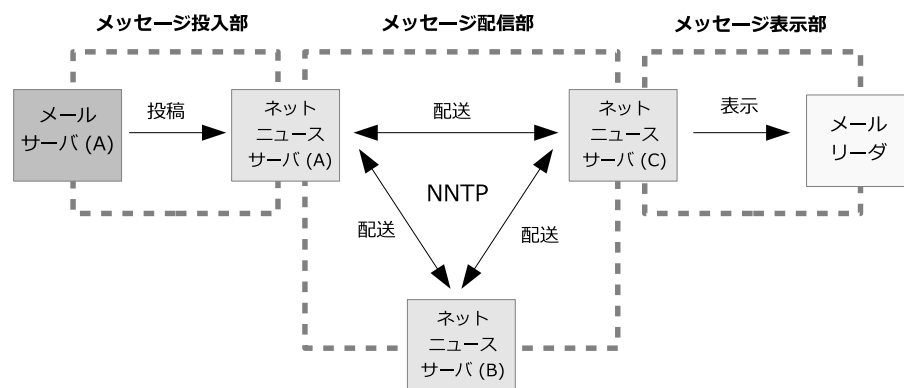 メッセージ投入部
メッセージ配信部
メッセージ表示部
メール
サーバ (A)
投稿
ネット
ニュース
サーバ (A)
配送
ネット
ニュース
サーバ (C)
表示
メール
リーダ
NNTP
配送
配送
ネット
ニュース
サーバ (B)